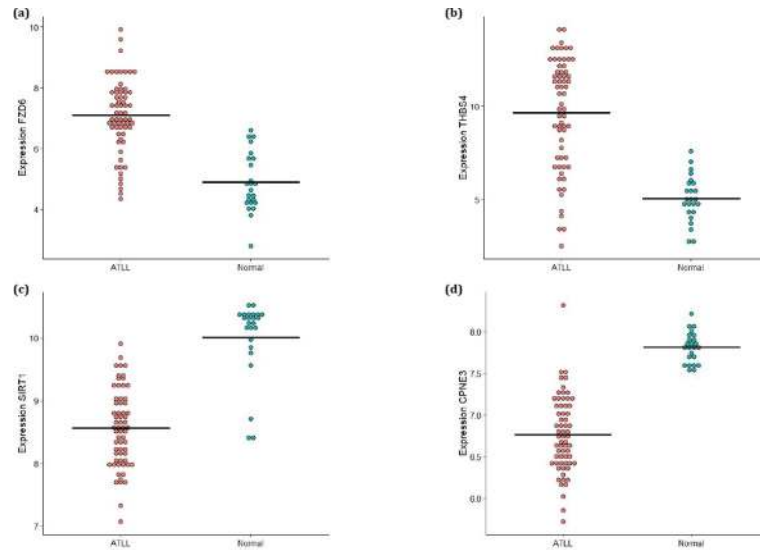 (a)
10
8
6
4
Expression FZD6
ATLL
Normal
(b)
10
5
Expression THBS4
ATLL
Normal
(c)
10
9
8
7
Expression SIRT1
ATLL
Normal
(d)
8.0
7.5
7.0
6.5
6.0
Expression CPNE3
ATLL
Normal